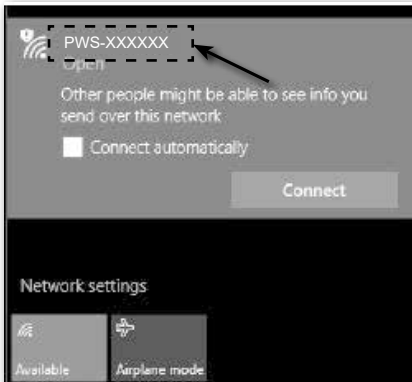 PWS-XXXXXX
Open
Other people might be able to see info you
send over this network
Connect automatically
Connect
Network settings
Available
Airplane mode